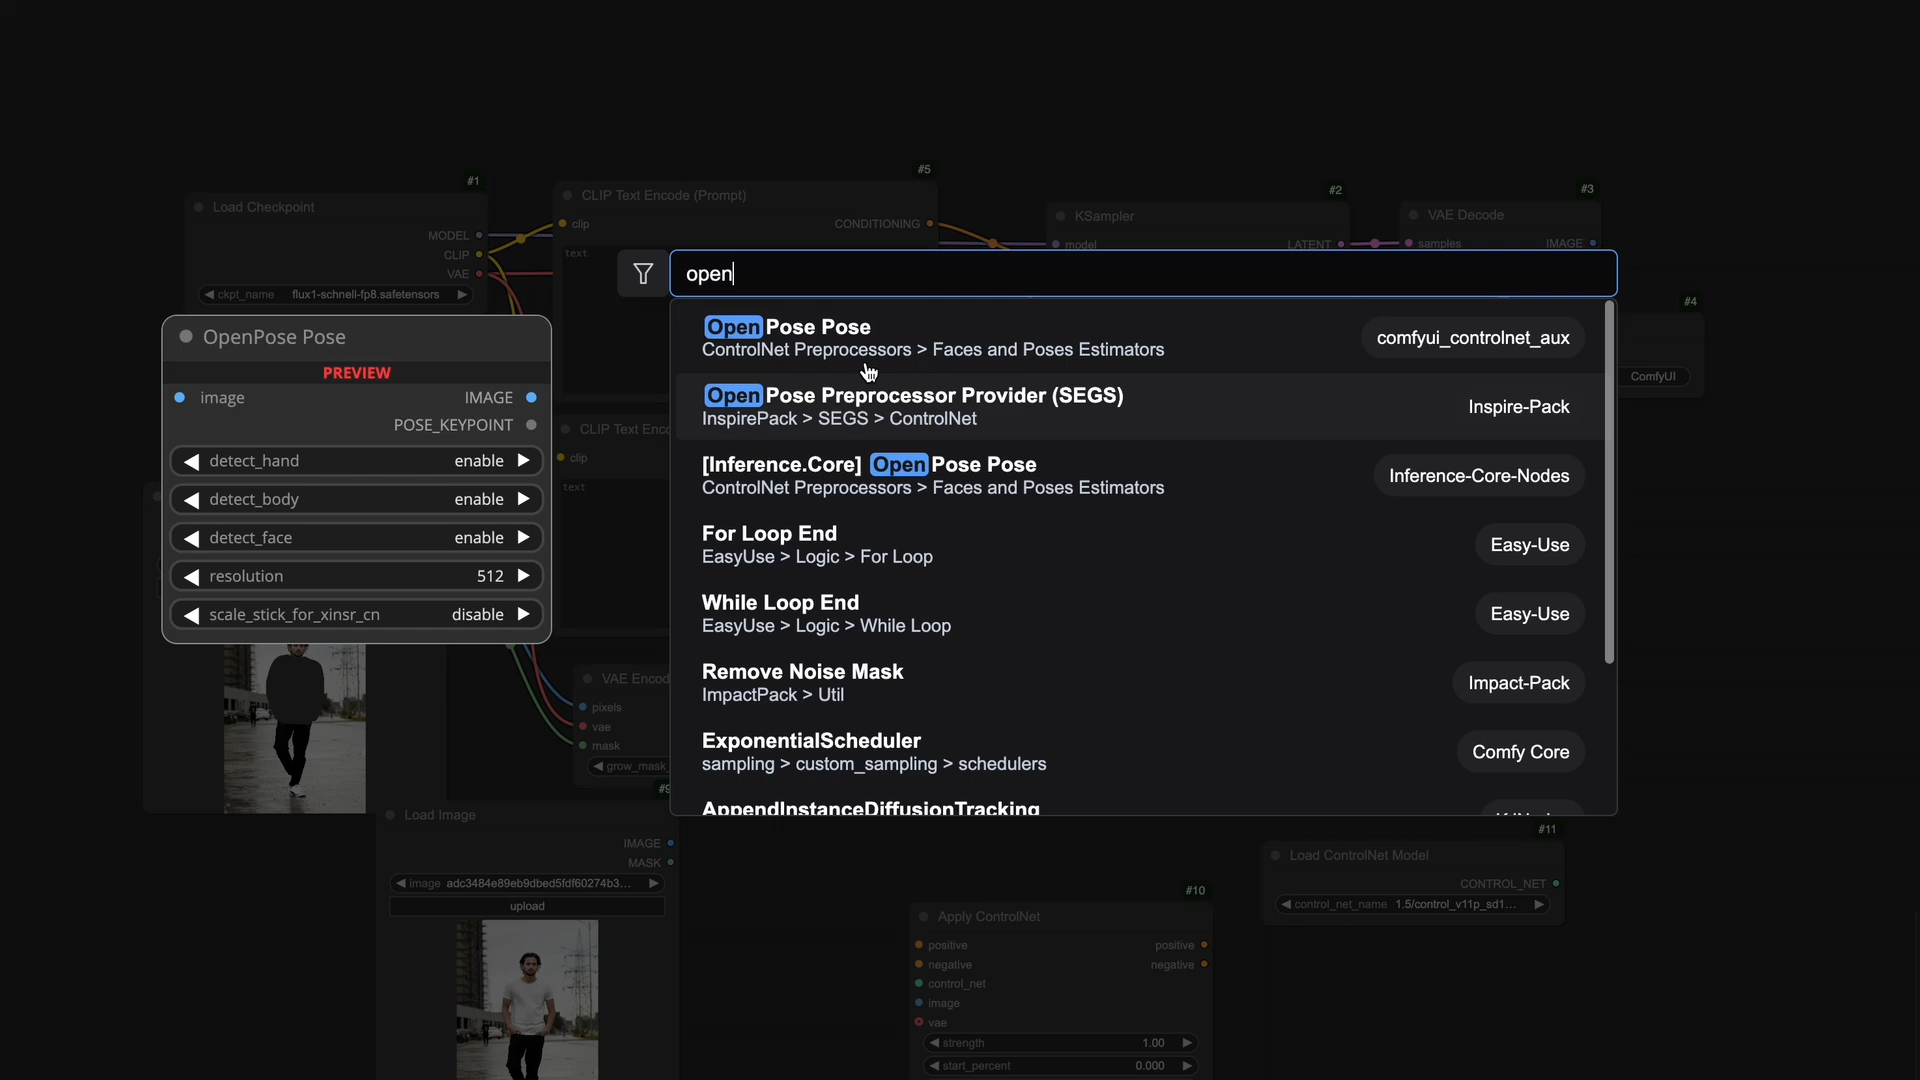 #5
#1
#2
#3
Load Checkpoint
CLIP Text Encode (Prompt)
KSampler
VAE Decode
clip
CONDITIONING
MODEL
CLIP
VAE
text
model
LATENT
samples
IMAGE
ckpt_name flux1-schnell-fp8.safetensors
open
#4
OpenPose Pose
PREVIEW
image
IMAGE
POSE_KEYPOINT
detect_hand
enable
detect_body
enable
detect_face
enable
resolution
512
scale_stick_for_xinsr_cn
disable
OpenPose Pose
ControlNet Preprocessors > Faces and Poses Estimators
comfyui_controlnet_aux
OpenPose Preprocessor Provider (SEGS)
InspirePack > SEGS > ControlNet
Inspire-Pack
[Inference.Core] OpenPose Pose
ControlNet Preprocessors > Faces and Poses Estimators
Inference-Core-Nodes
For Loop End
EasyUse > Logic > For Loop
Easy-Use
While Loop End
EasyUse > Logic > While Loop
Easy-Use
Remove Noise Mask
ImpactPack > Util
Impact-Pack
ExponentialScheduler
sampling > custom_sampling > schedulers
Comfy Core
AppendInstanceDiffusionTracking
ComfyUI
CLIP Text Enc
clip
text
VAE Encod
pixels
vae
mask
grow_mask_
Load Image
IMAGE
MASK
image adc3484e89eb9dbed5fdf60274b3...
upload
#11
Load ControlNet Model
CONTROL_NET
control_net_name 1.5/control_v11p_sd1...
#10
Apply ControlNet
positive
positive
negative
negative
control_net
image
vae
strength
1.00
start_percent
0.000